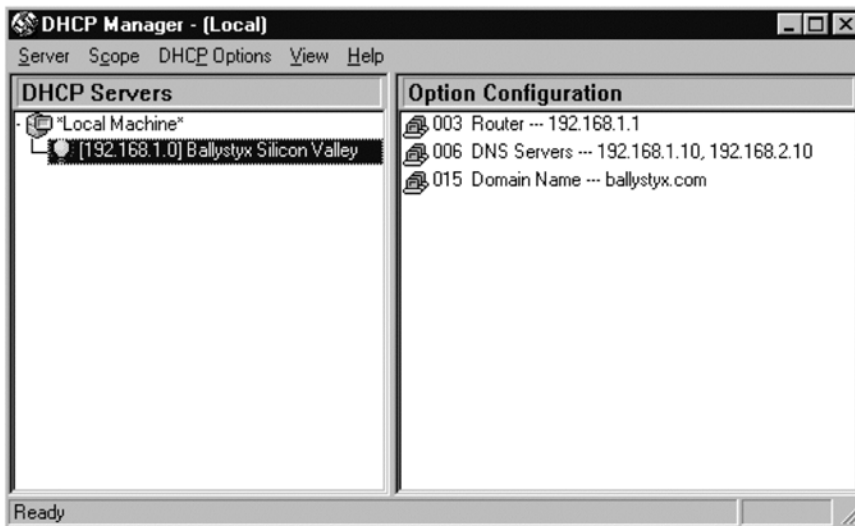 DHCP Manager - (Local)
Server Scope DHCP Options View Help
DHCP Servers
*Local Machine*
[192.168.1.0] Ballystyx Silicon Valley
Option Configuration
003 Router --- 192.168.1.1
006 DNS Servers --- 192.168.1.10, 192.168.2.10
015 Domain Name --- ballystyx.com
Ready